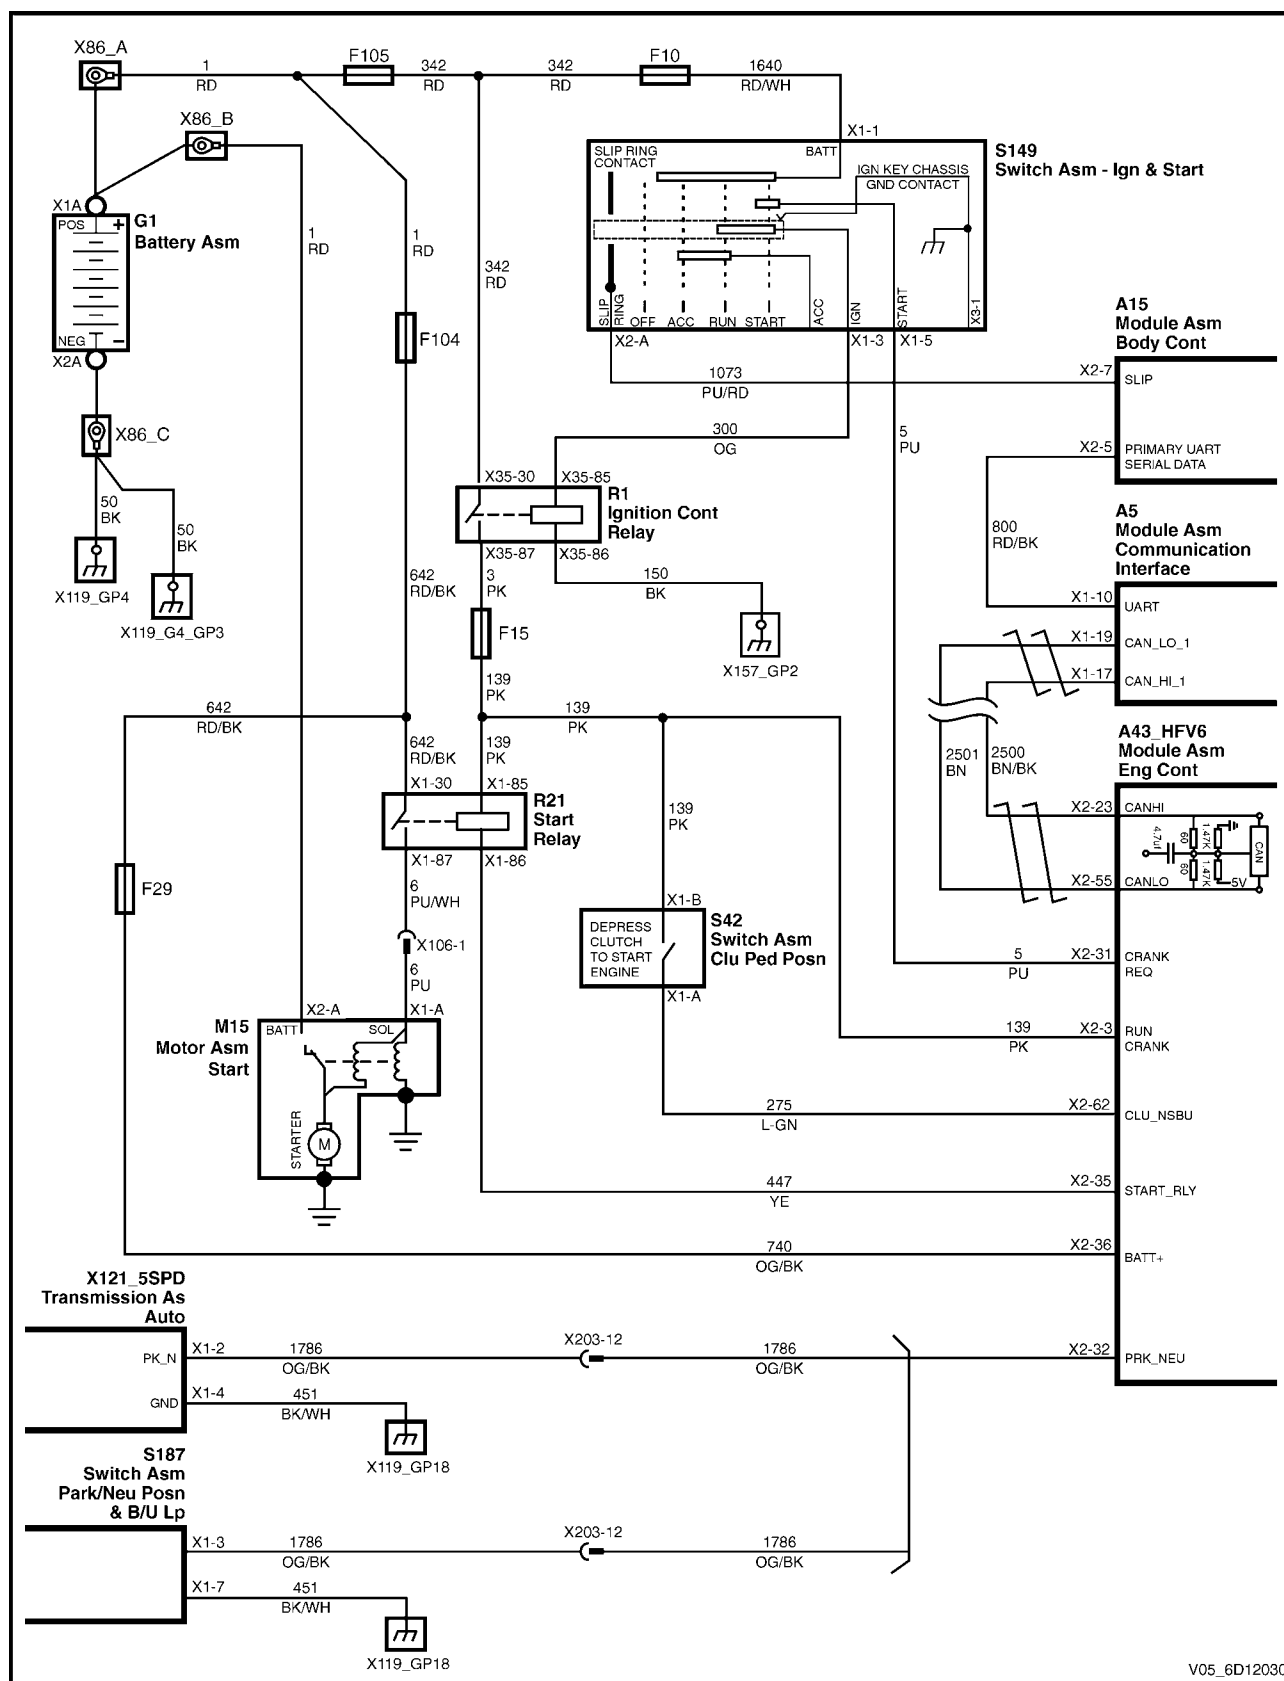 X86_A
1
RD
F105
342
RD
342
RD
F10
1640
RD/WH
X86_B
X1-1
SLIP RING
CONTACT
BATT
S149
Switch Asm - Ign & Start
IGN KEY CHASSIS
GND CONTACT
X1A
POS
+
G1
Battery Asm
1
RD
1
RD
342
RD
NEG
–
X2A
F104
SLIP
RING
OFF
ACC
RUN
START
ACC
IGN
START
X3-1
X2-A
X1-3
X1-5
A15
Module Asm
Body Cont
1073
PU/RD
X2-7
SLIP
X86_C
300
OG
5
PU
X2-5
PRIMARY UART
SERIAL DATA
50
BK
50
BK
X35-30
X35-85
R1
Ignition Cont
Relay
X35-87
X35-86
800
RD/BK
A5
Module Asm
Communication
Interface
X119_GP4
X119_G4_GP3
642
RD/BK
3
PK
150
BK
X1-10
UART
F15
X157_GP2
X1-19
CAN_LO_1
X1-17
CAN_HI_1
139
PK
642
RD/BK
139
PK
642
RD/BK
139
PK
2501
BN
2500
BN/BK
A43_HFV6
Module Asm
Eng Cont
X1-30
X1-85
R21
Start
Relay
X1-87
X1-86
139
PK
X2-23
CANHI
4.7uf
60
60
1.47K
1.47K
CAN
5V
X2-55
CANLO
F29
6
PU/WH
X106-1
6
PU
X1-B
DEPRESS
CLUTCH
TO START
ENGINE
S42
Switch Asm
Clu Ped Posn
X1-A
5
PU
X2-31
CRANK
REQ
X2-A
X1-A
M15
Motor Asm
Start
BATT
SOL
STARTER
M
139
PK
X2-3
RUN
CRANK
275
L-GN
X2-62
CLU_NSBU
447
YE
X2-35
START_RLY
740
OG/BK
X2-36
BATT+
X121_5SPD
Transmission As
Auto
PK_N
X1-2
1786
OG/BK
X203-12
1786
OG/BK
X2-32
PRK_NEU
GND
X1-4
451
BK/WH
X119_GP18
S187
Switch Asm
Park/Neu Posn
& B/U Lp
X1-3
1786
OG/BK
X203-12
1786
OG/BK
X1-7
451
BK/WH
X119_GP18
V05_6D12030